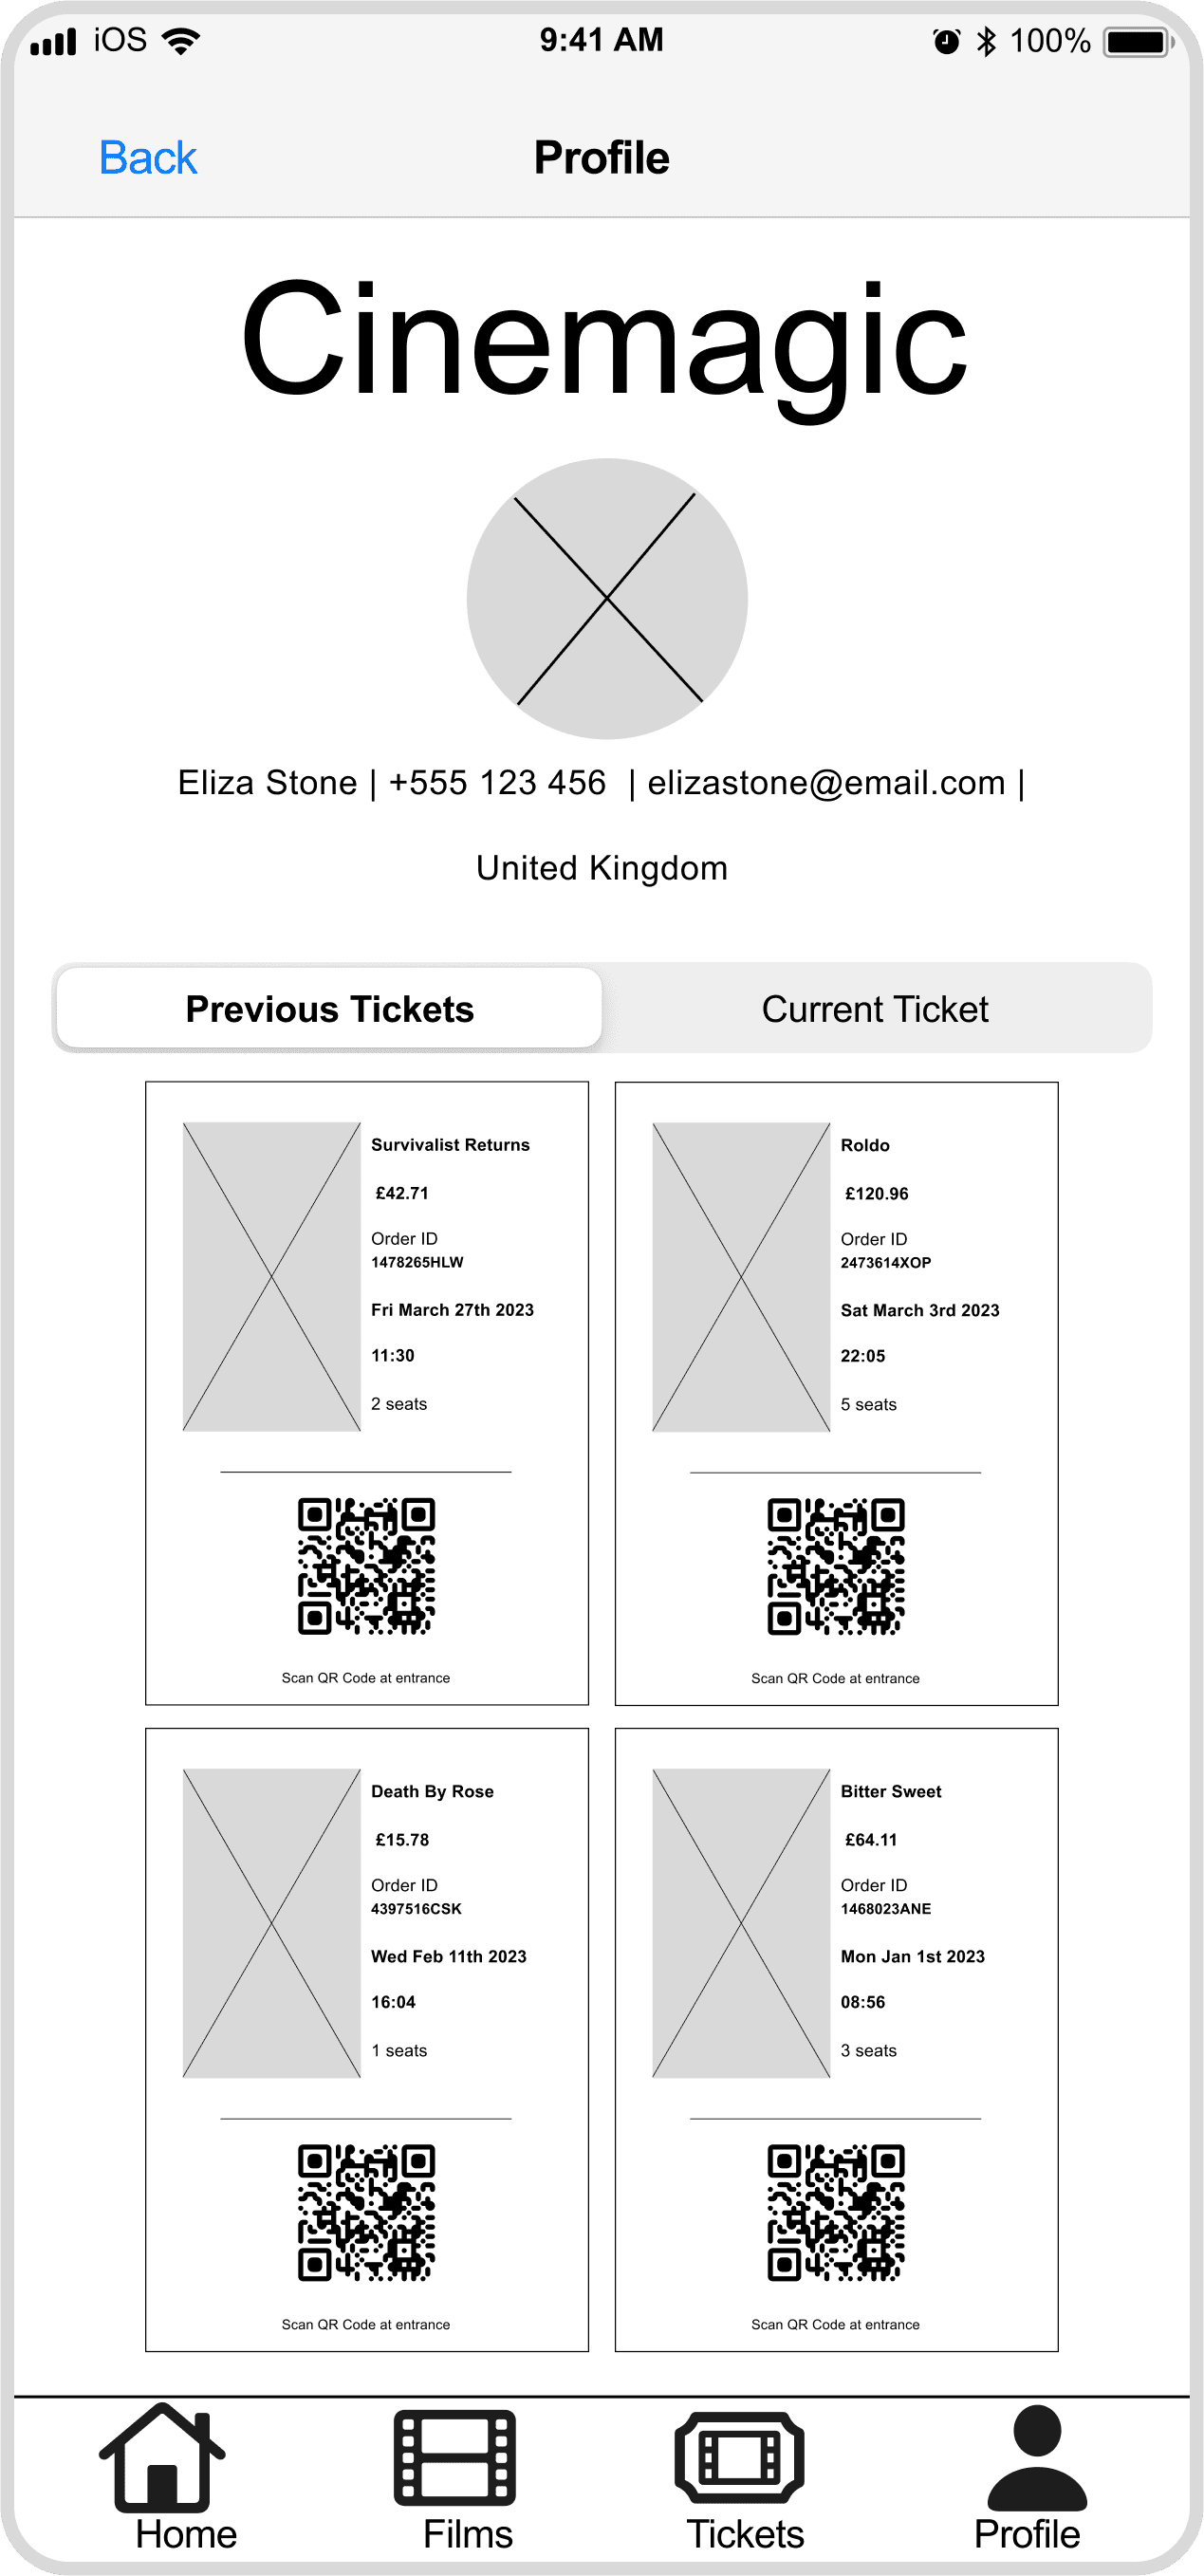 iOS 9:41 AM 100%
Back Profile
Cinemagic
Eliza Stone | +555 123 456 | elizastone@email.com |
United Kingdom
Previous Tickets Current Ticket
Survivalist Returns
£42.71
Order ID
1478265HLW
Fri March 27th 2023
11:30
2 seats
Scan QR Code at entrance
Roldo
£120.96
Order ID
2473614XOP
Sat March 3rd 2023
22:05
5 seats
Scan QR Code at entrance
Death By Rose
£15.78
Order ID
4397516CSK
Wed Feb 11th 2023
16:04
1 seats
Scan QR Code at entrance
Bitter Sweet
£64.11
Order ID
1468023ANE
Mon Jan 1st 2023
08:56
3 seats
Scan QR Code at entrance
Home Films Tickets Profile